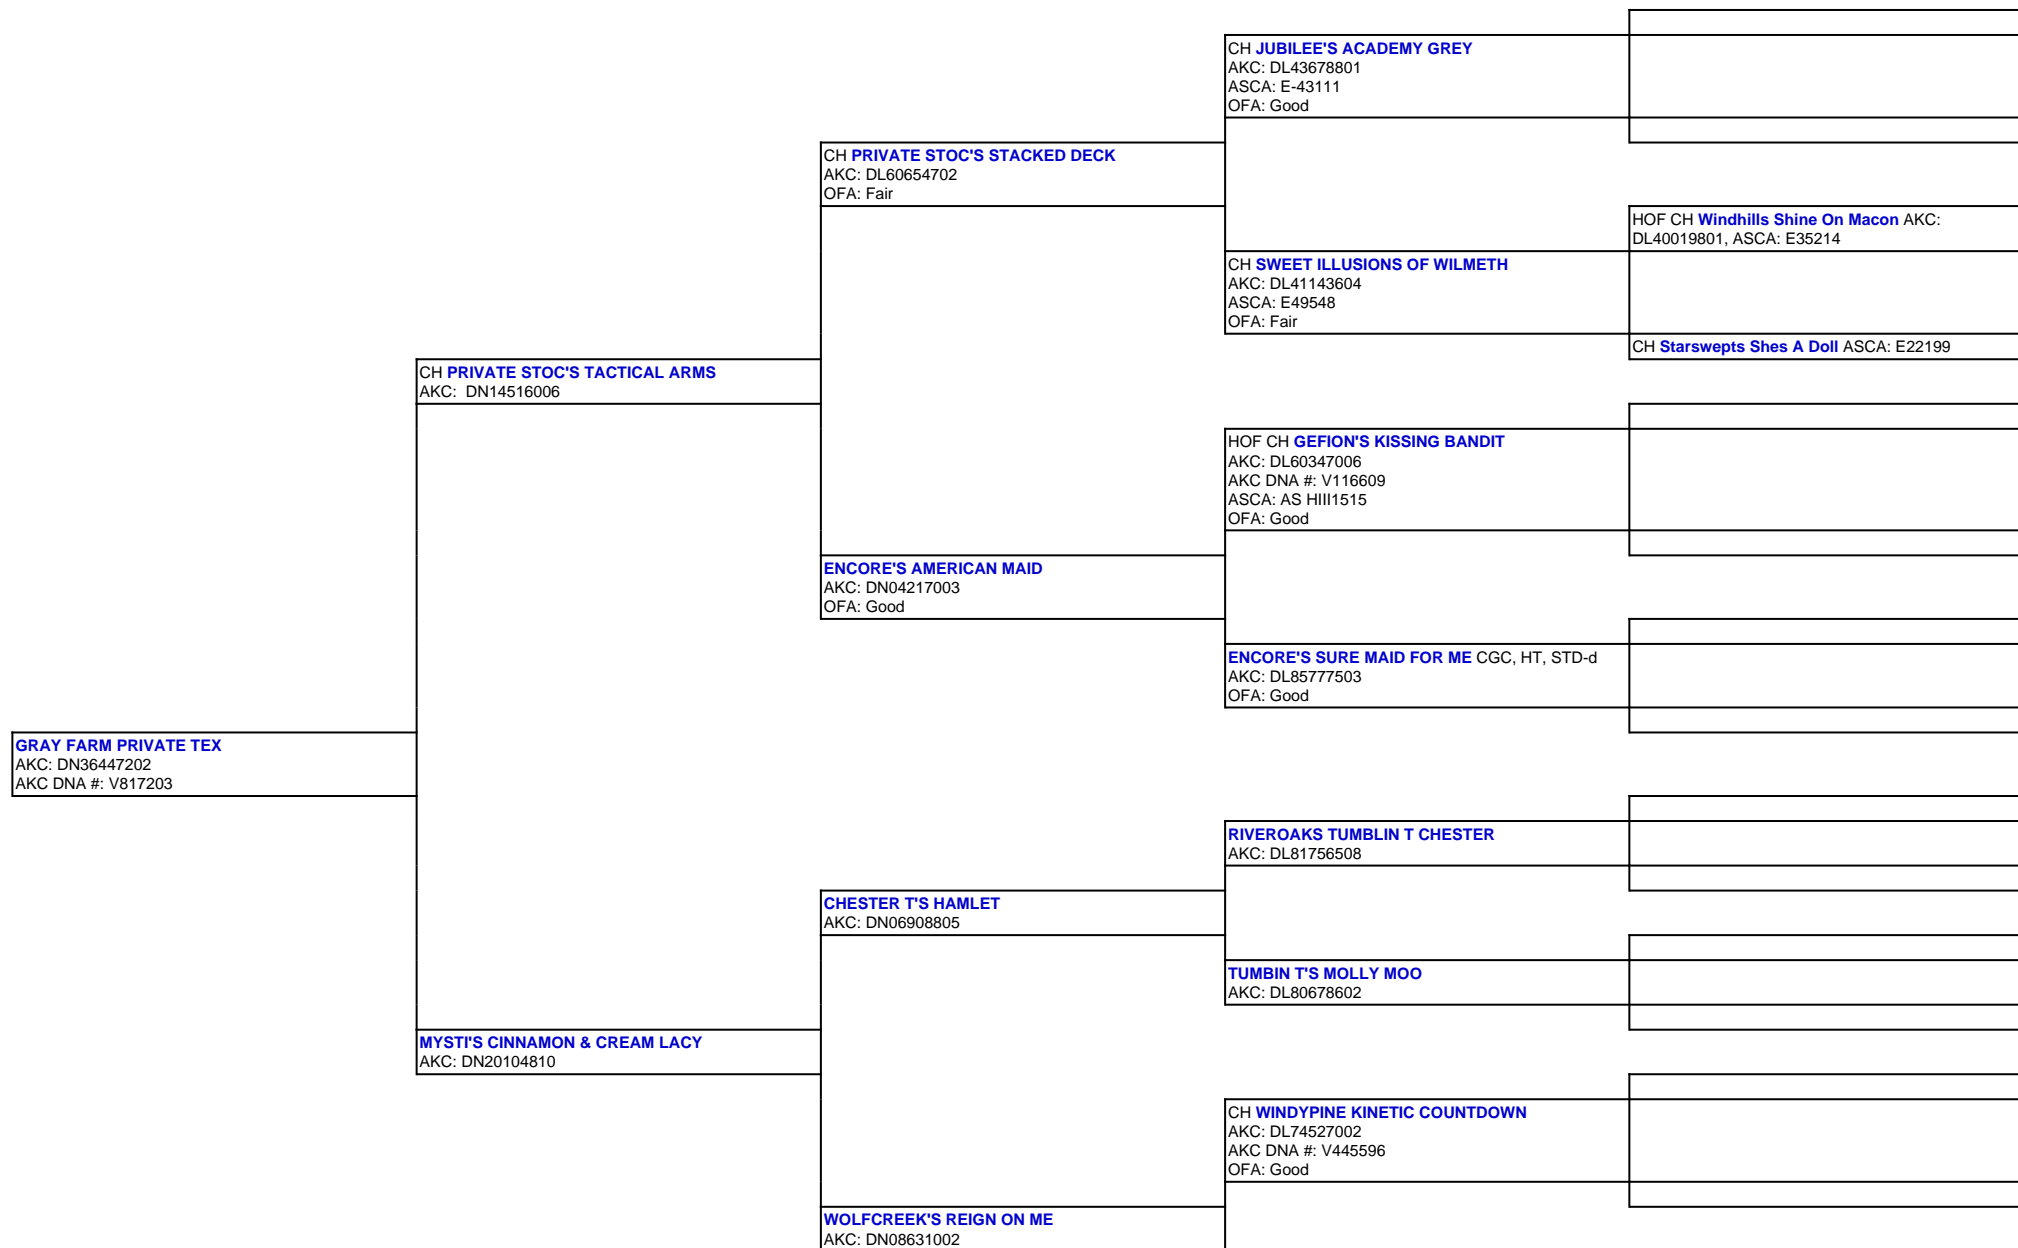 CH JUBILEE'S ACADEMY GREY
AKC: DL43678801
ASCA: E-43111
OFA: Good
CH PRIVATE STOC'S STACKED DECK
AKC: DL60654702
OFA: Fair
HOF CH Windhills Shine On Macon AKC:
DL40019801, ASCA: E35214
CH SWEET ILLUSIONS OF WILMETH
AKC: DL41143604
ASCA: E49548
OFA: Fair
CH Starswepts Shes A Doll ASCA: E22199
CH PRIVATE STOC'S TACTICAL ARMS
AKC: DN14516006
HOF CH GEFION'S KISSING BANDIT
AKC: DL60347006
AKC DNA #: V116609
ASCA: AS HIII1515
OFA: Good
ENCORE'S AMERICAN MAID
AKC: DN04217003
OFA: Good
ENCORE'S SURE MAID FOR ME CGC, HT, STD-d
AKC: DL85777503
OFA: Good
GRAY FARM PRIVATE TEX
AKC: DN36447202
AKC DNA #: V817203
RIVEROAKS TUMBLIN T CHESTER
AKC: DL81756508
CHESTER T'S HAMLET
AKC: DN06908805
TUMBIN T'S MOLLY MOO
AKC: DL80678602
MYSTI'S CINNAMON & CREAM LACY
AKC: DN20104810
CH WINDYPINE KINETIC COUNTDOWN
AKC: DL74527002
AKC DNA #: V445596
OFA: Good
WOLFCREEK'S REIGN ON ME
AKC: DN08631002